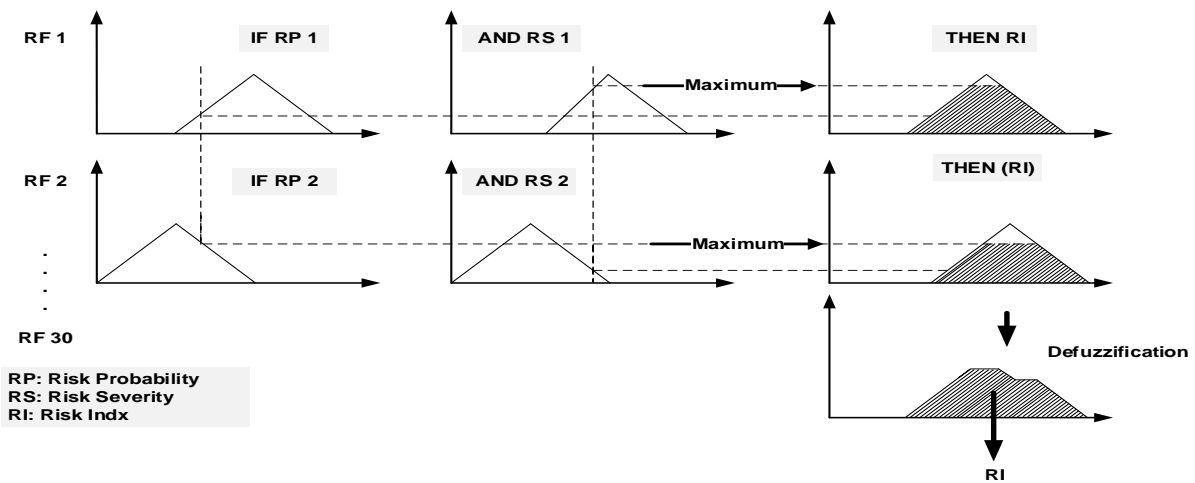 RF 1
IF RP 1
AND RS 1
THEN RI
Maximum
RF 2
IF RP 2
AND RS 2
THEN (RI)
Maximum
.
.
.
.
RF 30
Defuzzification
RP: Risk Probability
RS: Risk Severity
RI: Risk Indx
RI